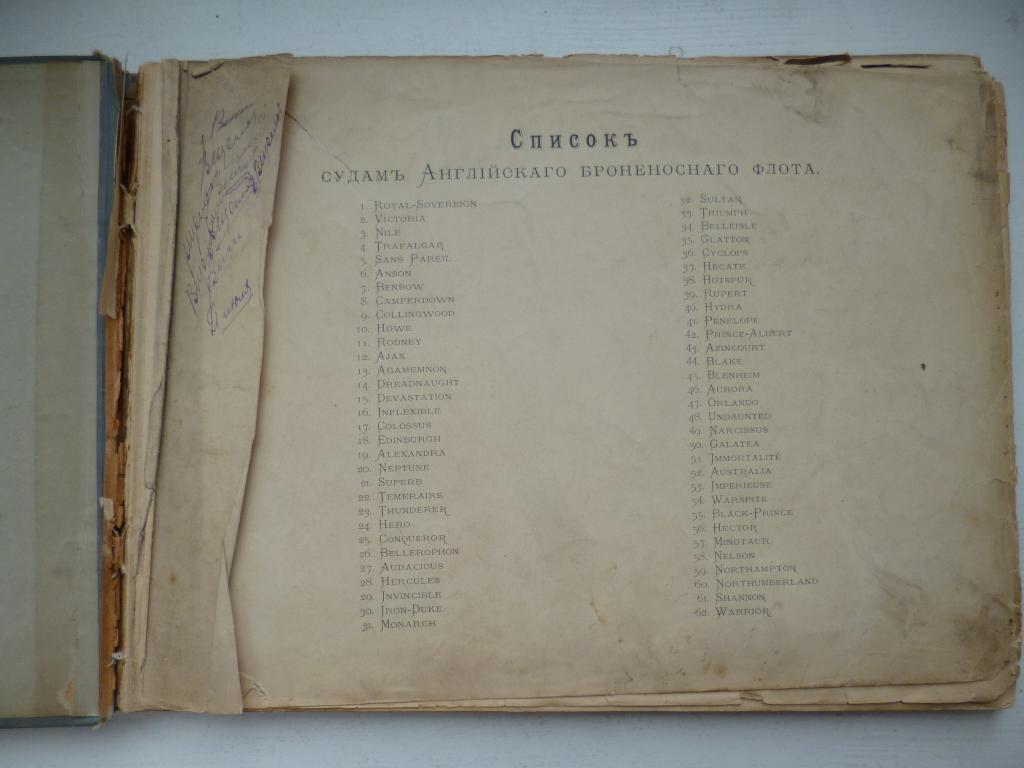 Списокъ
судамъ Англійскаго броненоснаго флота.
1. Royal-Sovereign
2. Victoria
3. Nile
4. Trafalgar
5. Sans Pareil
6. Anson
7. Benbow
8. Camperdown
9. Collingwood
10. Howe
11. Rodney
12. Ajax
13. Agamemnon
14. Dreadnaught
15. Devastation
16. Inflexible
17. Colossus
18. Edinburgh
19. Alexandra
20. Neptune
21. Superb
22. Temeraire
23. Thunderer
24. Hero
25. Conqueror
26. Bellerophon
27. Audacious
28. Hercules
29. Invincible
30. Iron-Duke
31. Monarch
32. Sultan
33. Triumph
34. Belleisle
35. Glatton
36. Cyclops
37. Hecate
38. Hotspur
39. Rupert
40. Hydra
41. Penelope
42. Prince-Albert
43. Azincourt
44. Blake
45. Blenheim
46. Aurora
47. Orlando
48. Undaunted
49. Narcissus
50. Galatea
51. Immortalité
52. Australia
53. Imperieuse
54. Warspite
55. Black-Prince
56. Hector
57. Minotaur
58. Nelson
59. Northampton
60. Northumberland
61. Shannon
62. Warrior